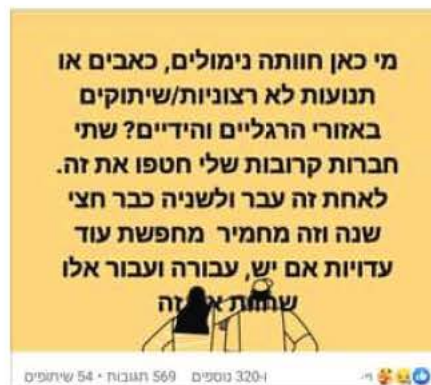 מי כאן חוותה נימולים, כאבים או
תנועות לא רצוניות/שיתוקים
באזורי הרגליים והידיים? שתי
חברות קרובות שלי חטפו את זה.
לאחת זה עבר ולשניה כבר חצי
שנה וזה מחמיר מחפשת עוד
עדויות אם יש, עבורה ועבור אלו
שחוות את זה
ו-320 נוספים 569 תגובות • 54 שיתופים